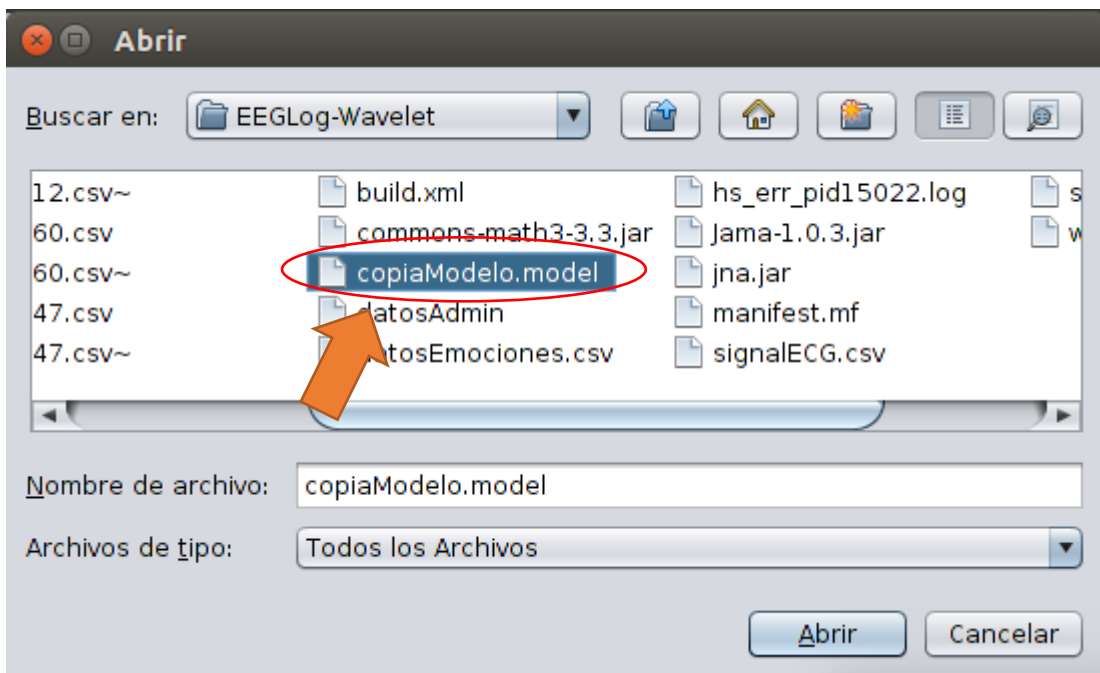 Abrir
Buscar en: EEGLog-Wavelet
12.csv~ build.xml hs_err_pid15022.log s
60.csv commons-math3-3.3.jar Jama-1.0.3.jar w
60.csv~ copiaModelo.model jna.jar
47.csv datosAdmin manifest.mf
47.csv~ tosEmociones.csv signalECG.csv
Nombre de archivo: copiaModelo.model
Archivos de tipo: Todos los Archivos
Abrir Cancelar